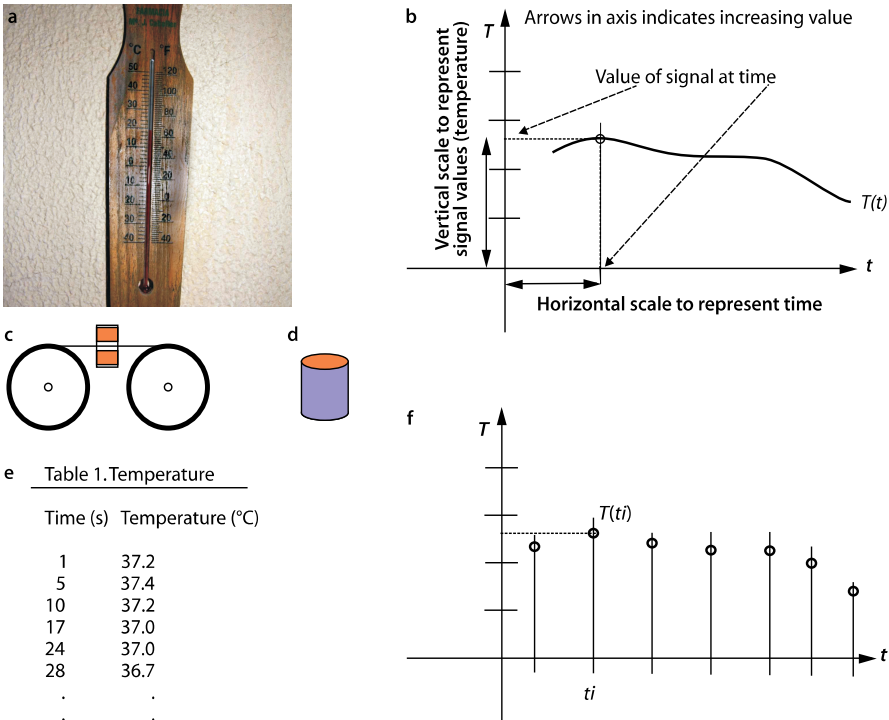 a
°C °F
50 120
40 100
30 80
20 60
10 40
0 20
10 0
20
30 20
40 40
b
Arrows in axis indicates increasing value
T
Value of signal at time
Vertical scale to represent
signal values (temperature)
T(t)
t
Horizontal scale to represent time
c
d
e
Table 1. Temperature
Time (s) Temperature (°C)
1 37.2
5 37.4
10 37.2
17 37.0
24 37.0
28 36.7
. .
. .
f
T
T(ti)
t
ti